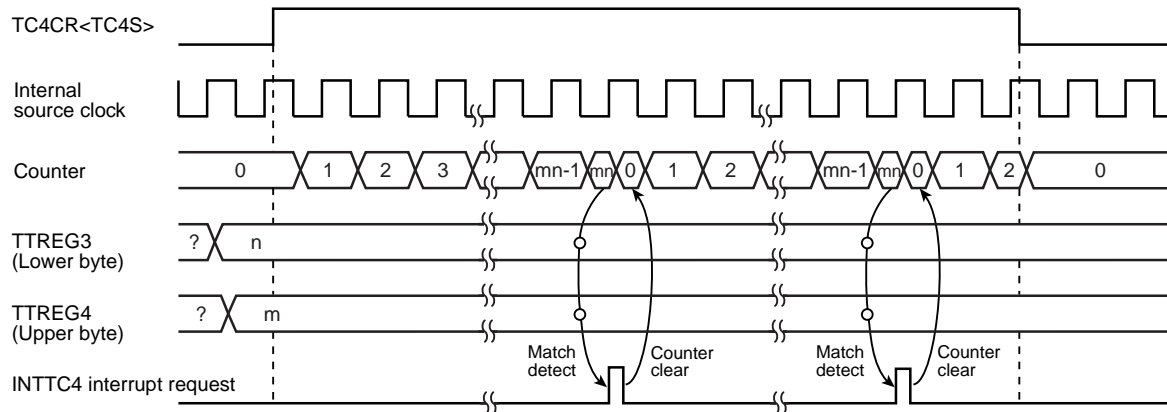 TC4CR<TC4S>
Internal
source clock
Counter
0 1 2 3 mn-1 mn 0 1 2 mn-1 mn 0 1 2 0
TTREG3
(Lower byte)
? n
TTREG4
(Upper byte)
? m
Match
detect
Counter
clear
Match
detect
Counter
clear
INTTC4 interrupt request